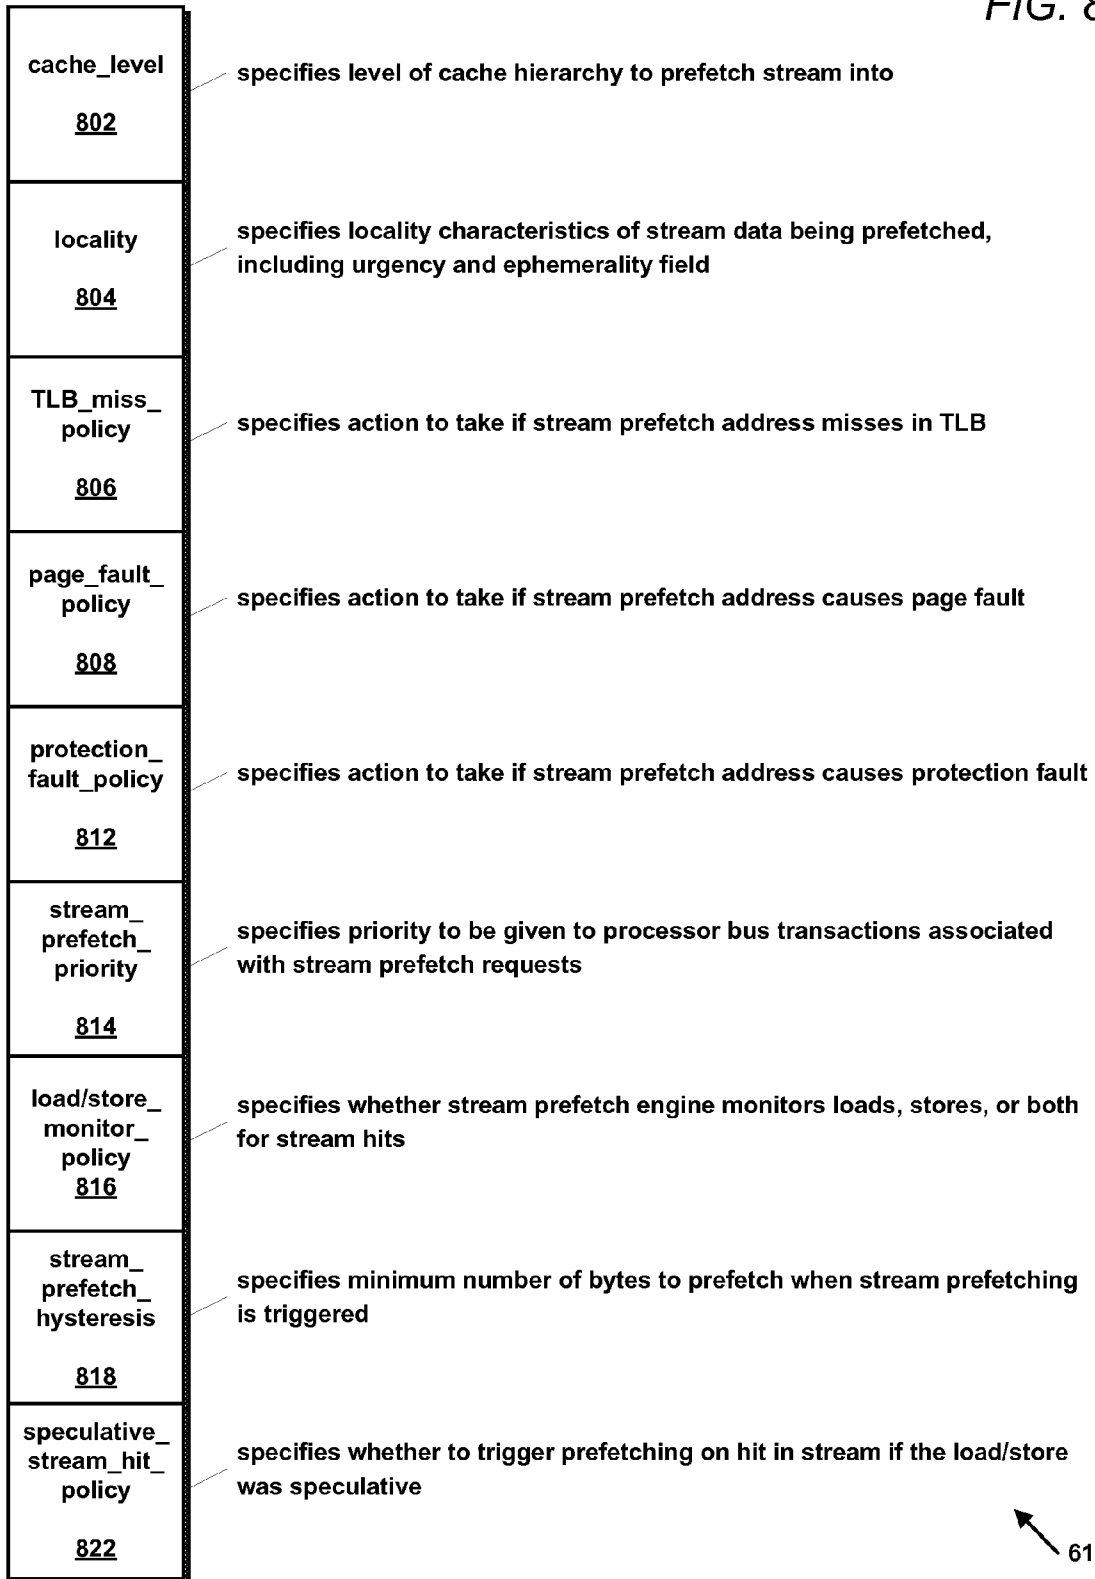 FIG. 8
cache_level
802
specifies level of cache hierarchy to prefetch stream into
locality
804
specifies locality characteristics of stream data being prefetched,
including urgency and ephemerality field
TLB_miss_
policy
806
specifies action to take if stream prefetch address misses in TLB
page_fault_
policy
808
specifies action to take if stream prefetch address causes page fault
protection_
fault_policy
812
specifies action to take if stream prefetch address causes protection fault
stream_
prefetch_
priority
814
specifies priority to be given to processor bus transactions associated
with stream prefetch requests
load/store_
monitor_
policy
816
specifies whether stream prefetch engine monitors loads, stores, or both
for stream hits
stream_
prefetch_
hysteresis
818
specifies minimum number of bytes to prefetch when stream prefetching
is triggered
speculative_
stream_hit_
policy
822
specifies whether to trigger prefetching on hit in stream if the load/store
was speculative
61